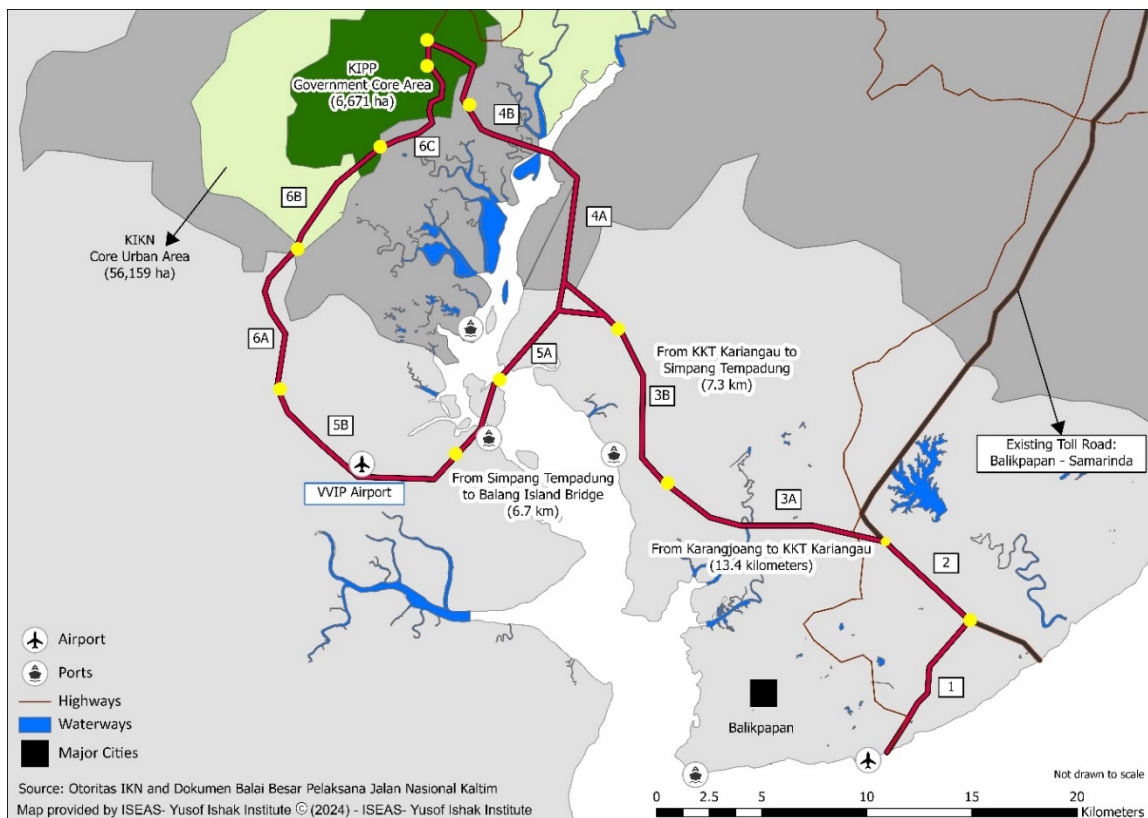 KIPP
Government Core Area
(6,671 ha)
4B
6C
6B
4A
KIKN
Core Urban Area
(56,159 ha)
6A
5A
From KKT Kariangau to
Simpang Tempadung
(7.3 km)
3B
5B
Existing Toll Road:
Balikpapan - Samarinda
VVIP Airport
From Simpang Tempadung
to Balang Island Bridge
(6.7 km)
3A
From Karangjoang to KKT Kariangau
(13.4 kilometers)
2
1
Airport
Ports
Highways
Waterways
Major Cities
Balikpapan
Source: Otoritas IKN and Dokumen Balai Besar Pelaksana Jalan Nasional Kaltim
Map provided by ISEAS- Yusof Ishak Institute © (2024) - ISEAS- Yusof Ishak Institute
Not drawn to scale
0 2.5 5 10 15 20
Kilometers